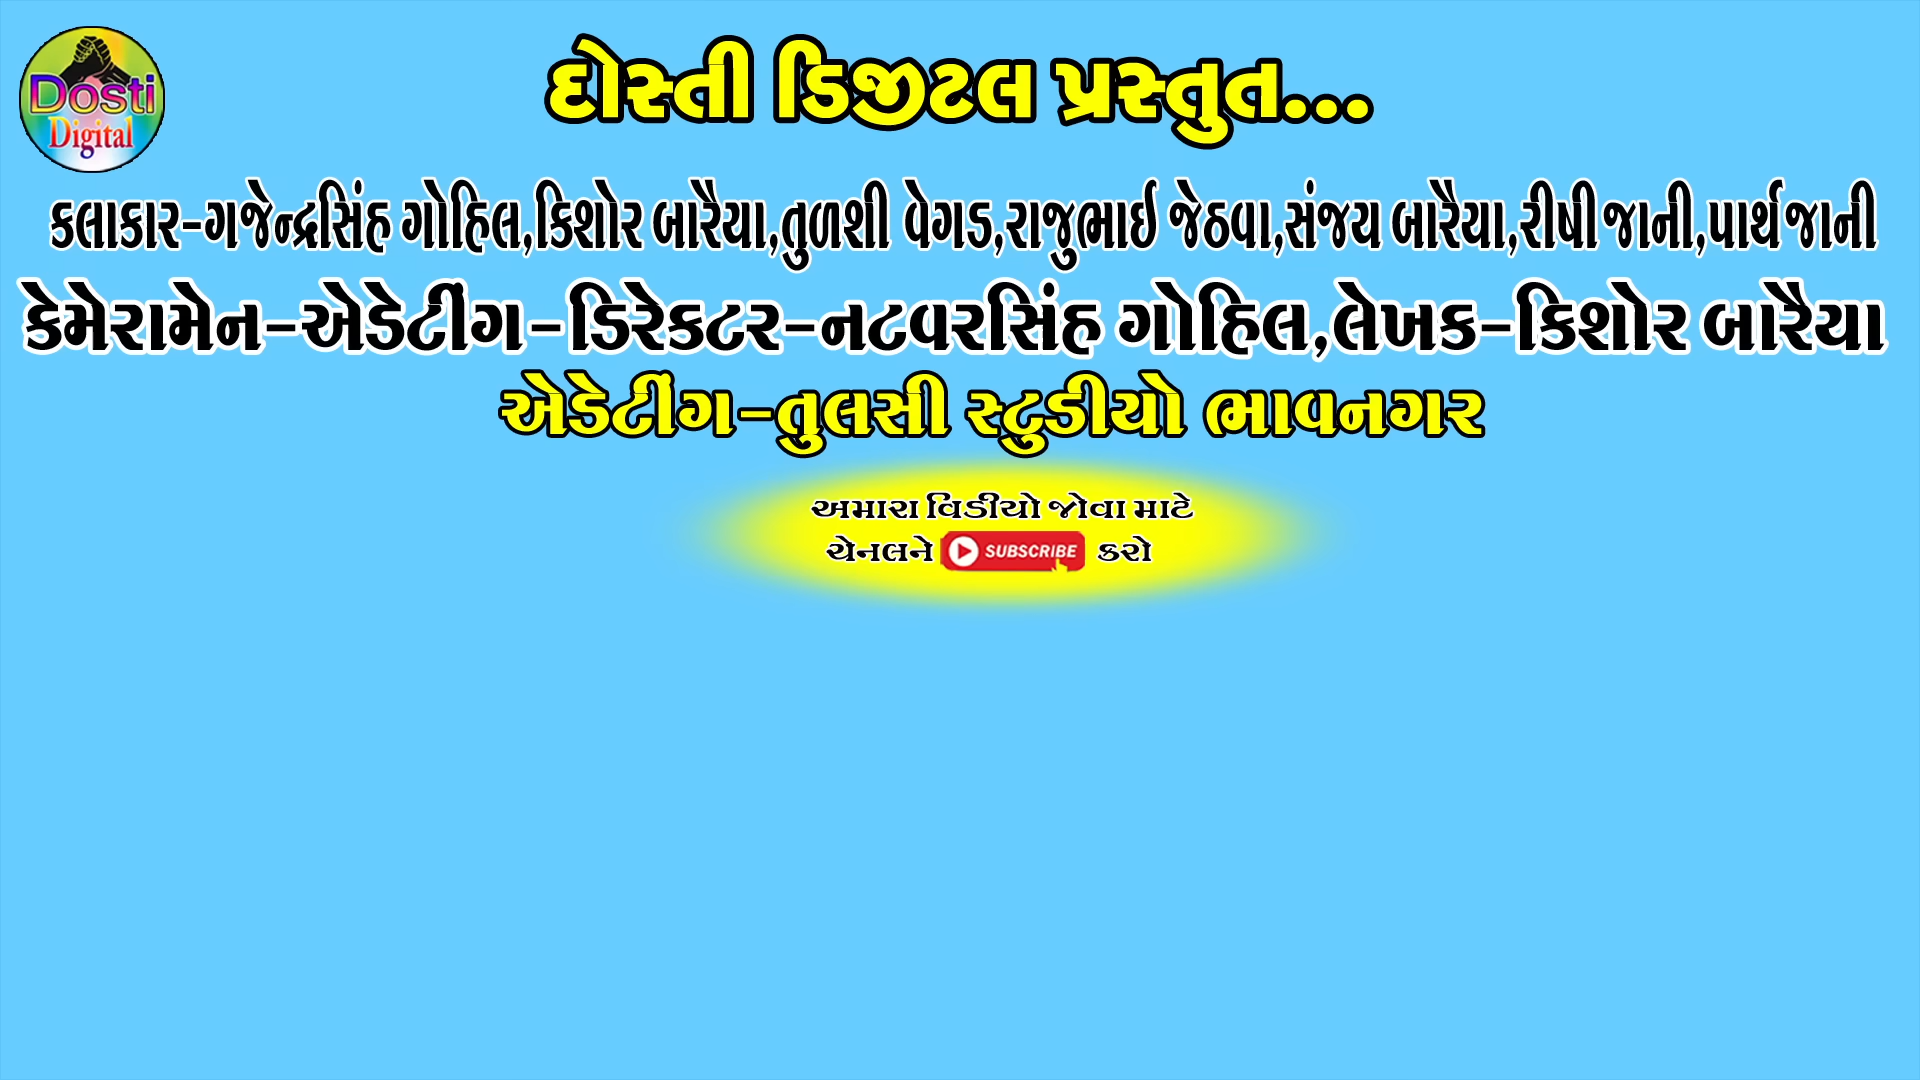 Dosti
Digital
દોસ્તી ડિજીટલ પ્રસ્તુત...
કલાકાર-ગજેન્દ્રસિંહ ગોહિલ,કિશોર બારૈયા,તુળશી વેગડ,રાજુભાઈ જેઠવા,સંજય બારૈયા,રીષી જાની,પાર્થ જાની
કેમેરામેન-એડેટીંગ-ડિરેકટર-નટવરસિંહ ગોહિલ,લેખક-કિશોર બારૈયા
એડેટીંગ-તુલસી સ્ટુડીયો ભાવનગર
અમારા વિડીયો જોવા માટે
ચેનલને SUBSCRIBE કરો